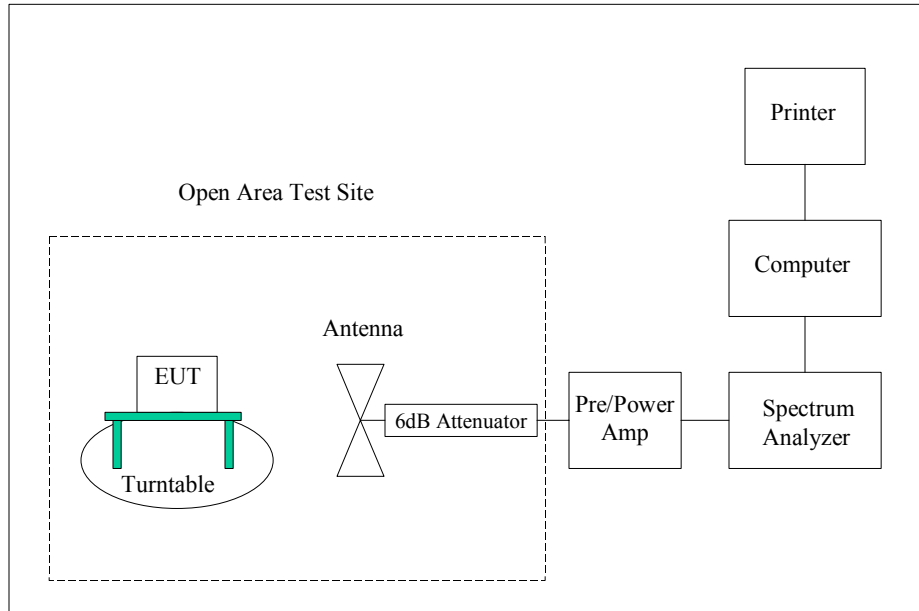 Printer
Open Area Test Site
Computer
Antenna
EUT
6dB Attenuator
Pre/Power
Amp
Spectrum
Analyzer
Turntable